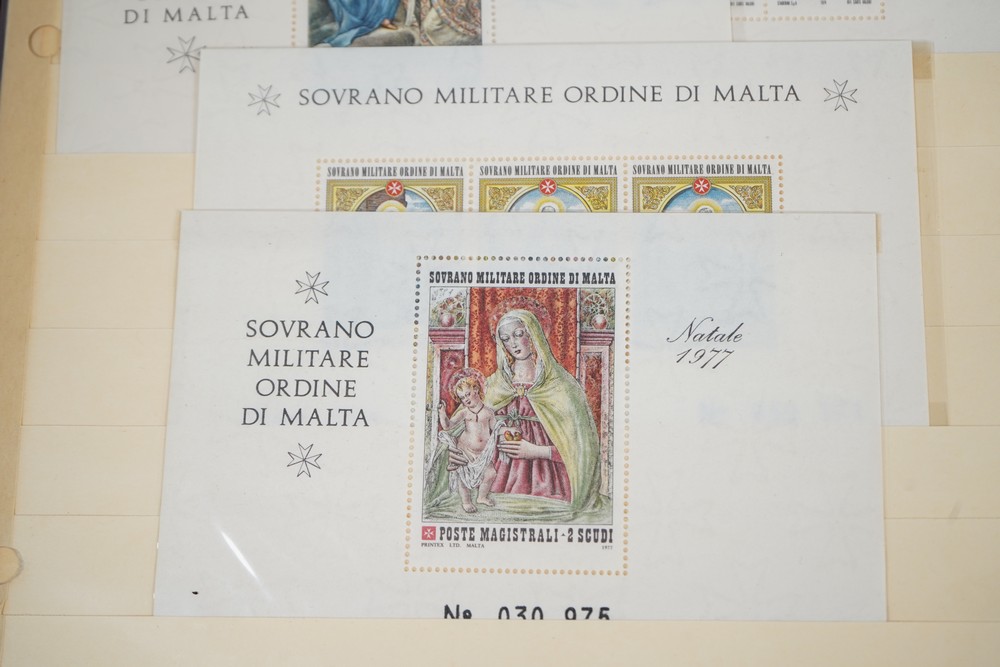 DI MALTA
SOVRANO MILITARE ORDINE DI MALTA
SOVRANO MILITARE ORDINE DI MALTA
SOVRANO MILITARE ORDINE DI MALTA
SOVRANO MILITARE ORDINE DI MALTA
SOVRANO
MILITARE
ORDINE
DI MALTA
SOVRANO MILITARE ORDINE DI MALTA
POSTE MAGISTRALI - 2 SCUDI
PRINTEX LTD. MALTA 1977
Natale
1977
No 030 975